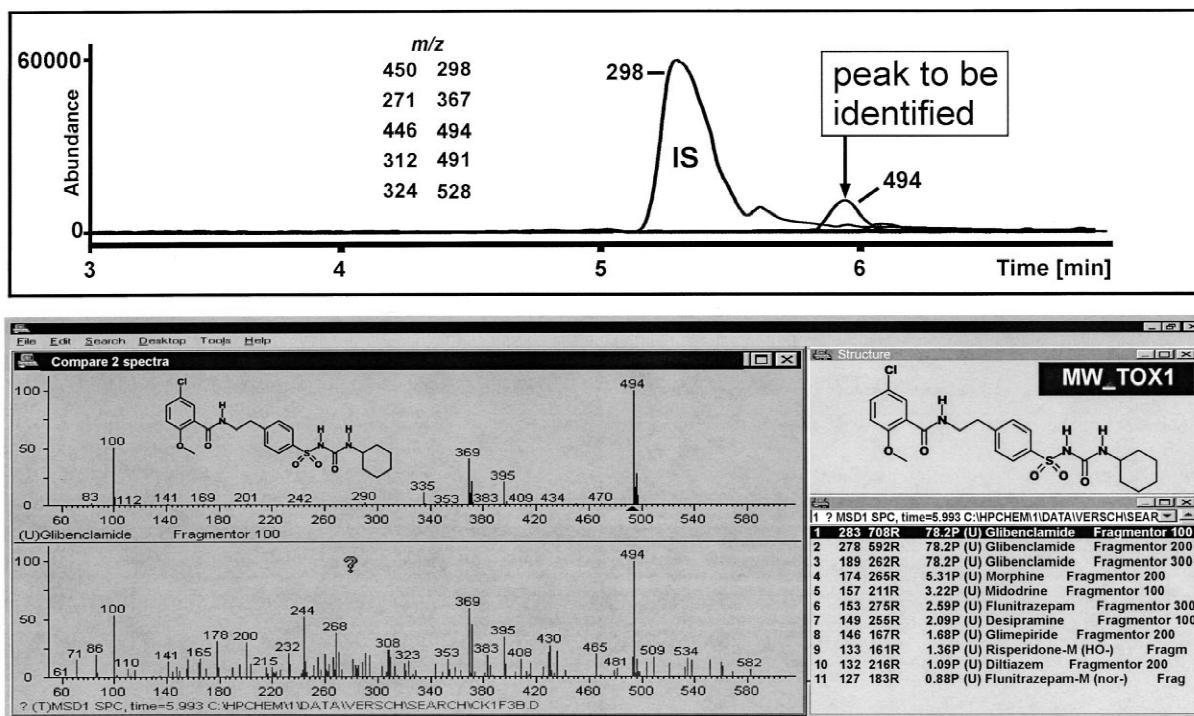 m/z
450 298
271 367
446 494
312 491
324 528
60000
0
Abundance
298
IS
peak to be
identified
494
3 4 5 6 Time [min]
File Edit Search Desktop Tools Help
Compare 2 spectra
100
50
0
Cl
H
N
O
O
S
O O
H
N
O
H
N
83 100 112 141 169 201 242 290 335 353 369 383 395 409 434 470 494
60 100 140 180 220 260 300 340 380 420 460 500 540 580
(U)Glibenclamide Fragmentor 100
100
50
0
?
61 71 86 100 110 141 165 178 200 215 232 244 268 308 323 353 369 383 395 408 430 465 481 494 509 534 582
60 100 140 180 220 260 300 340 380 420 460 500 540 580
? (T)MSD1 SPC, time=5.993 C:\HPCHEM\1\DATA\VERSCH\SEARCH\CK1F3B.D
Structure
MW_TOX1
Cl
H
N
O
O
S
O O
H
N
O
H
N
1 ? MSD1 SPC, time=5.993 C:\HPCHEM\1\DATA\VERSCH\SEAR
1 283 708R 78.2P (U) Glibenclamide Fragmentor 100
2 278 592R 78.2P (U) Glibenclamide Fragmentor 200
3 189 262R 78.2P (U) Glibenclamide Fragmentor 300
4 174 265R 5.31P (U) Morphine Fragmentor 200
5 157 211R 3.22P (U) Midodrine Fragmentor 100
6 153 275R 2.59P (U) Flunitrazepam Fragmentor 300
7 149 255R 2.09P (U) Desipramine Fragmentor 100
8 146 167R 1.68P (U) Glimepiride Fragmentor 200
9 133 161R 1.36P (U) Risperidone-M (HO-) Fragm
10 132 216R 1.09P (U) Diltiazem Fragmentor 200
11 127 183R 0.88P (U) Flunitrazepam-M (nor-) Frag